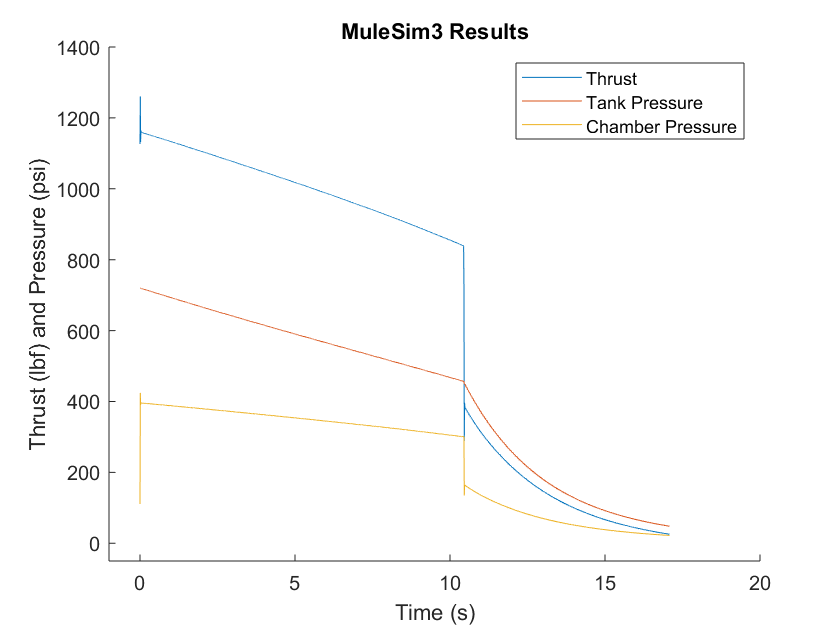 MuleSim3 Results
Thrust (lbf) and Pressure (psi)
1400
1200
1000
800
600
400
200
0
0
5
10
15
20
Time (s)
Thrust
Tank Pressure
Chamber Pressure